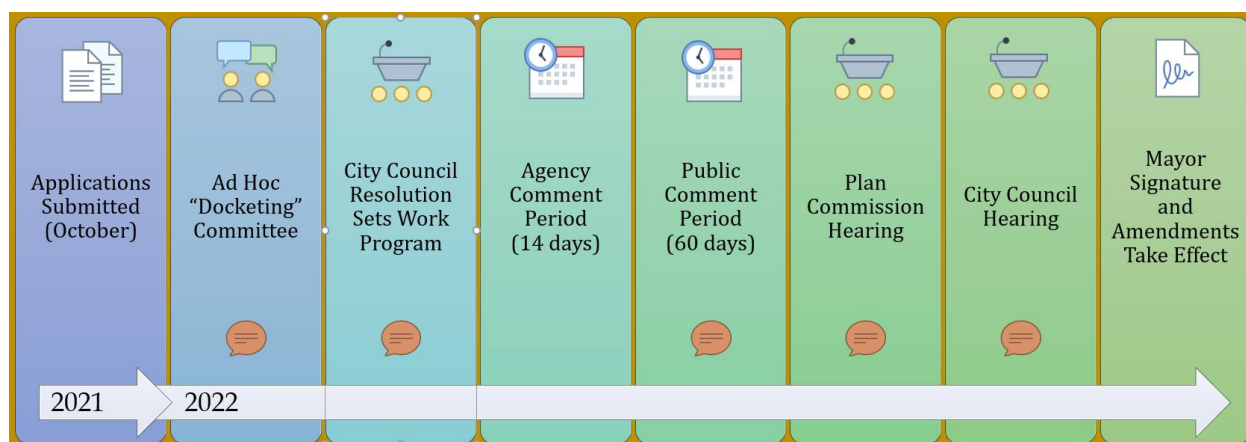 Applications
Submitted
(October)
Ad Hoc
“Docketing”
Committee
City Council
Resolution
Sets Work
Program
Agency
Comment
Period
(14 days)
Public
Comment
Period
(60 days)
Plan
Commission
Hearing
City Council
Hearing
Mayor
Signature
and
Amendments
Take Effect
2021
2022